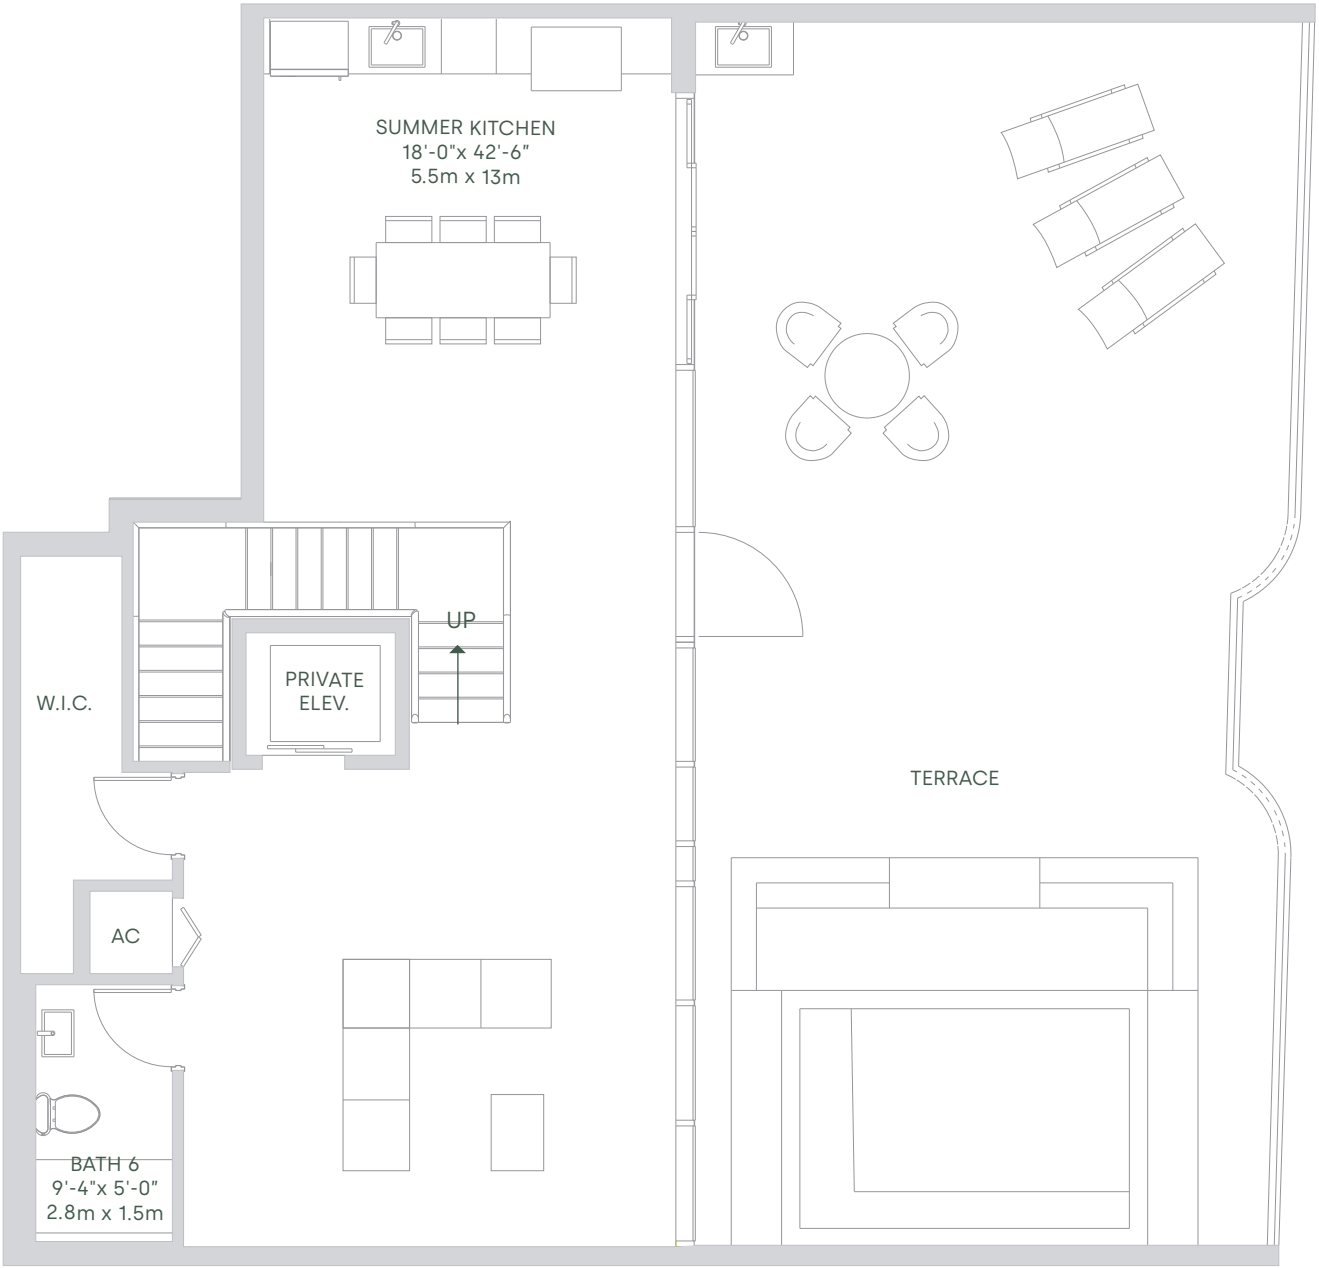 SUMMER KITCHEN
18'-0"x 42'-6"
5.5m x 13m
UP
PRIVATE
ELEV.
W.I.C.
TERRACE
AC
BATH 6
9'-4"x 5'-0"
2.8m x 1.5m